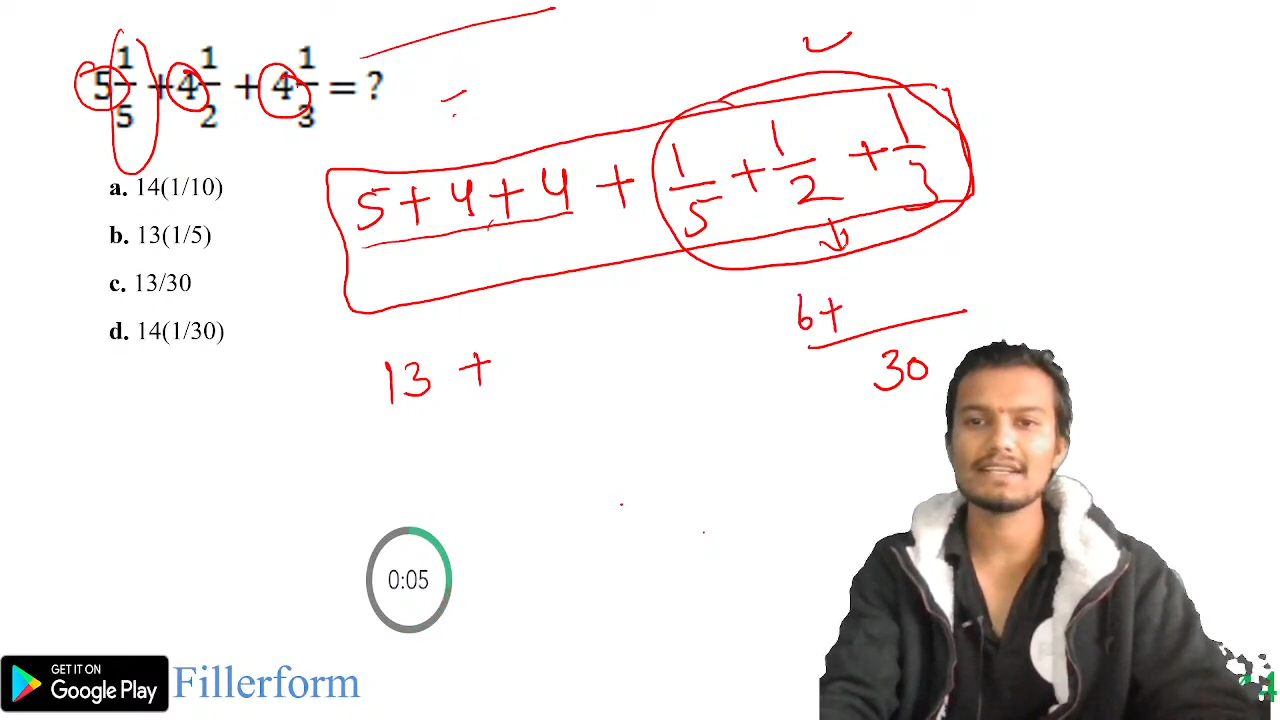 5 1/5 + 4 1/2 + 4 1/3 = ?
5 + 4 + 4 + 1/5 + 1/2 + 1/3
a. 14(1/10)
b. 13(1/5)
c. 13/30
d. 14(1/30)
6+
30
13 +
0:05
GET IT ON
Google Play
Fillerform